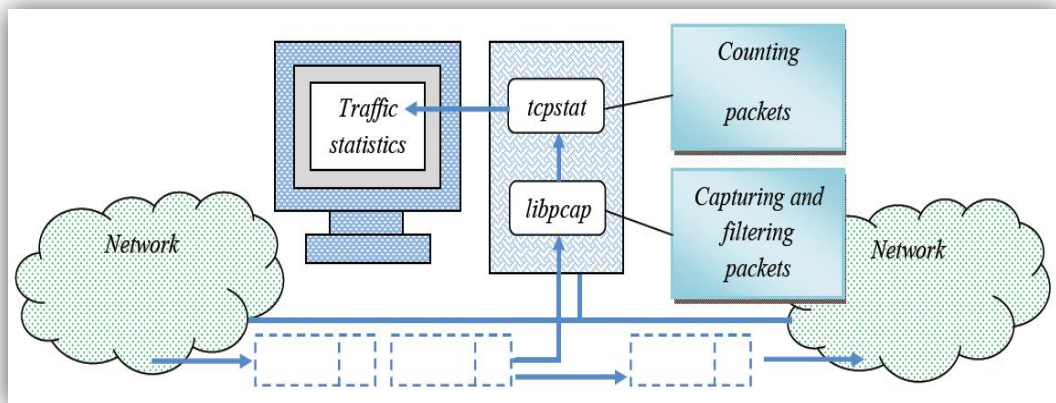 Traffic
statistics
tcpstat
libpcap
Counting
packets
Capturing and
filtering
packets
Network
Network